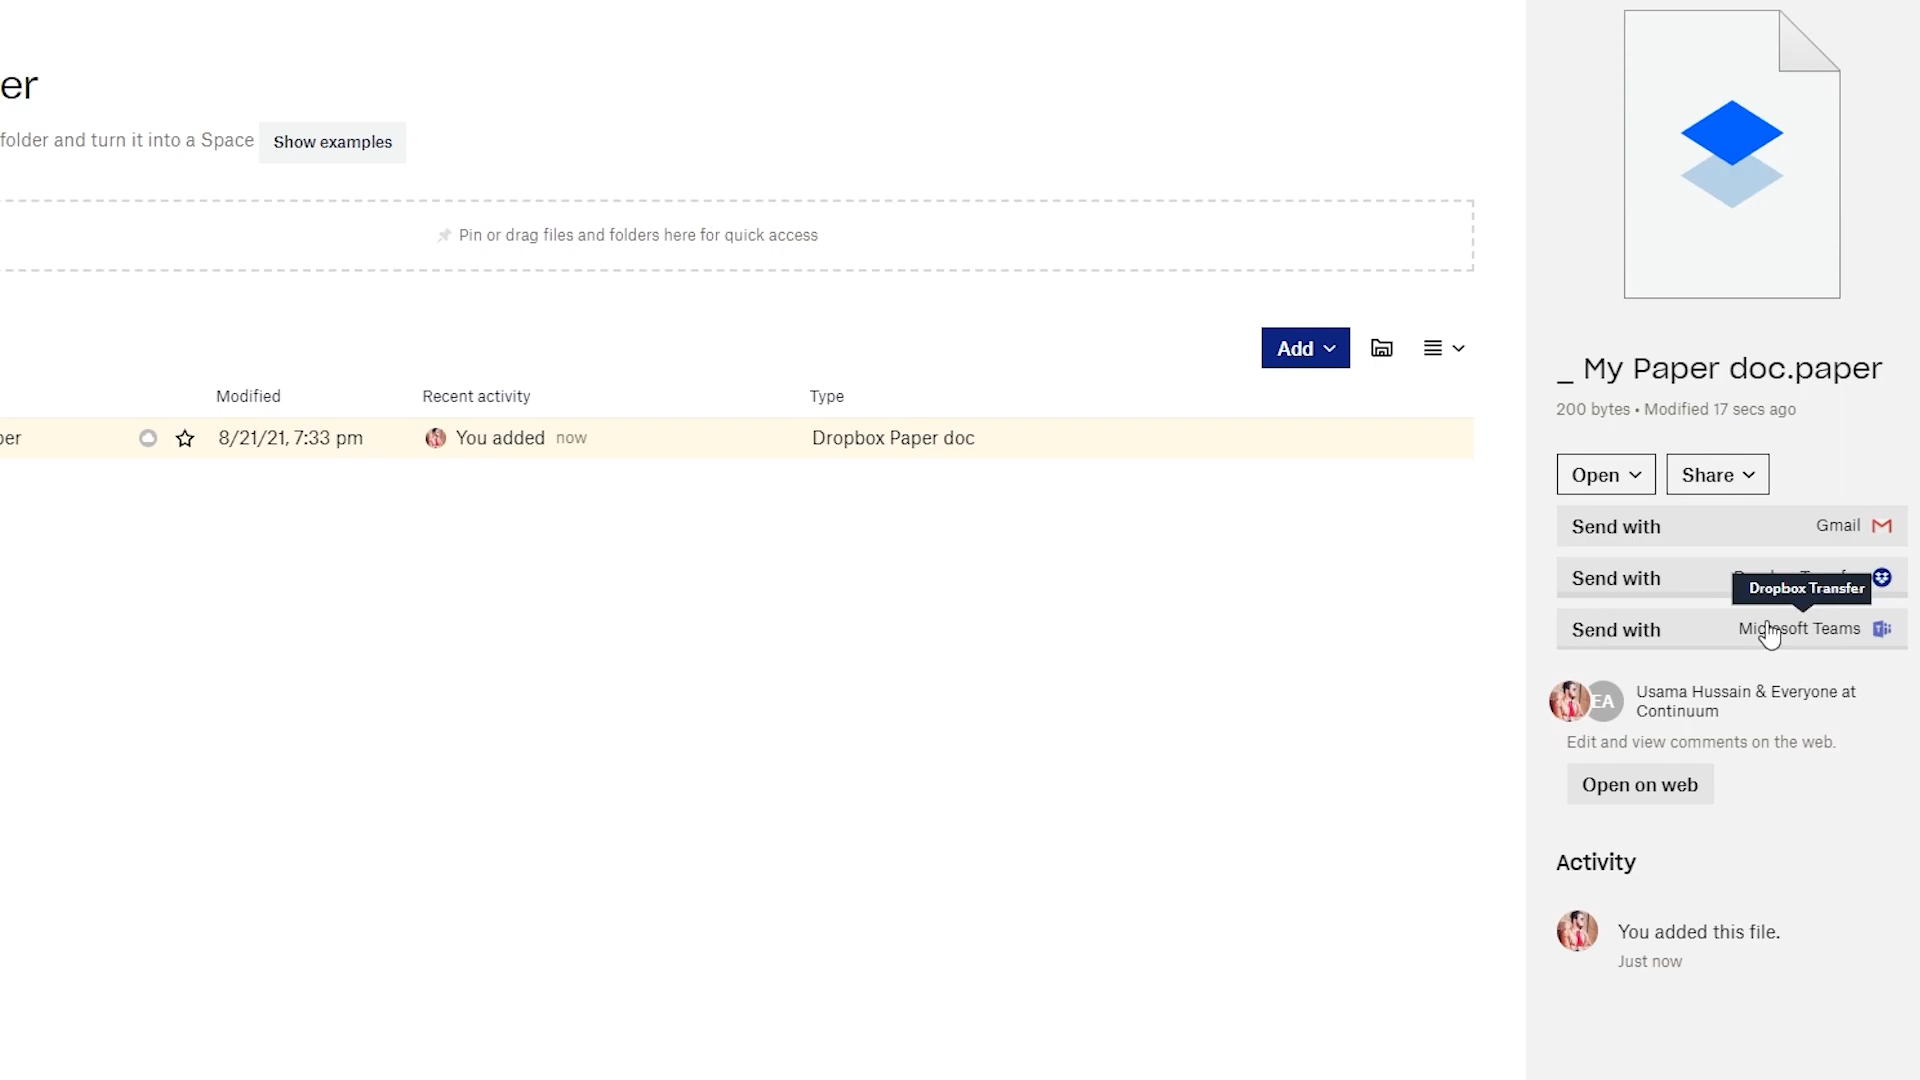 er
folder and turn it into a Space
Show examples
Pin or drag files and folders here for quick access
Add
Modified
Recent activity
Type
per
8/21/21, 7:33 pm
You added now
Dropbox Paper doc
_ My Paper doc.paper
200 bytes • Modified 17 secs ago
Open
Share
Send with
Gmail
Send with
Dropbox Transfer
Send with
Microsoft Teams
EA
Usama Hussain & Everyone at
Continuum
Edit and view comments on the web.
Open on web
Activity
You added this file.
Just now